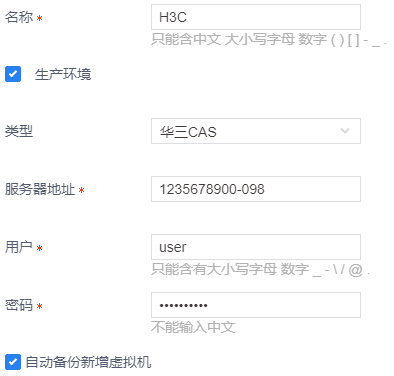 名称 * H3C
只能含中文 大小写字母 数字 ( ) [ ] - _ .
生产环境
类型 华三CAS
服务器地址 * 1235678900-098
用户 * user
只能含有大小写字母 数字 _ - \ / @ .
密码 * ••••••••••
不能输入中文
自动备份新增虚拟机